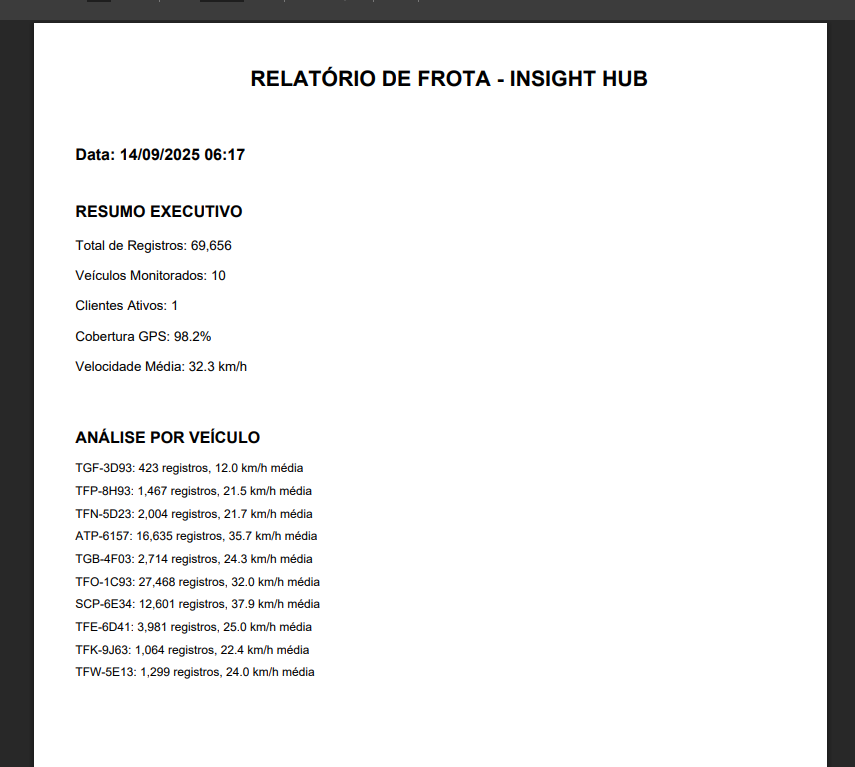 RELATÓRIO DE FROTA - INSIGHT HUB
Data: 14/09/2025 06:17
RESUMO EXECUTIVO
Total de Registros: 69,656
Veículos Monitorados: 10
Clientes Ativos: 1
Cobertura GPS: 98.2%
Velocidade Média: 32.3 km/h
ANÁLISE POR VEÍCULO
TGF-3D93: 423 registros, 12.0 km/h média
TFP-8H93: 1,467 registros, 21.5 km/h média
TFN-5D23: 2,004 registros, 21.7 km/h média
ATP-6157: 16,635 registros, 35.7 km/h média
TGB-4F03: 2,714 registros, 24.3 km/h média
TFO-1C93: 27,468 registros, 32.0 km/h média
SCP-6E34: 12,601 registros, 37.9 km/h média
TFE-6D41: 3,981 registros, 25.0 km/h média
TFK-9J63: 1,064 registros, 22.4 km/h média
TFW-5E13: 1,299 registros, 24.0 km/h média